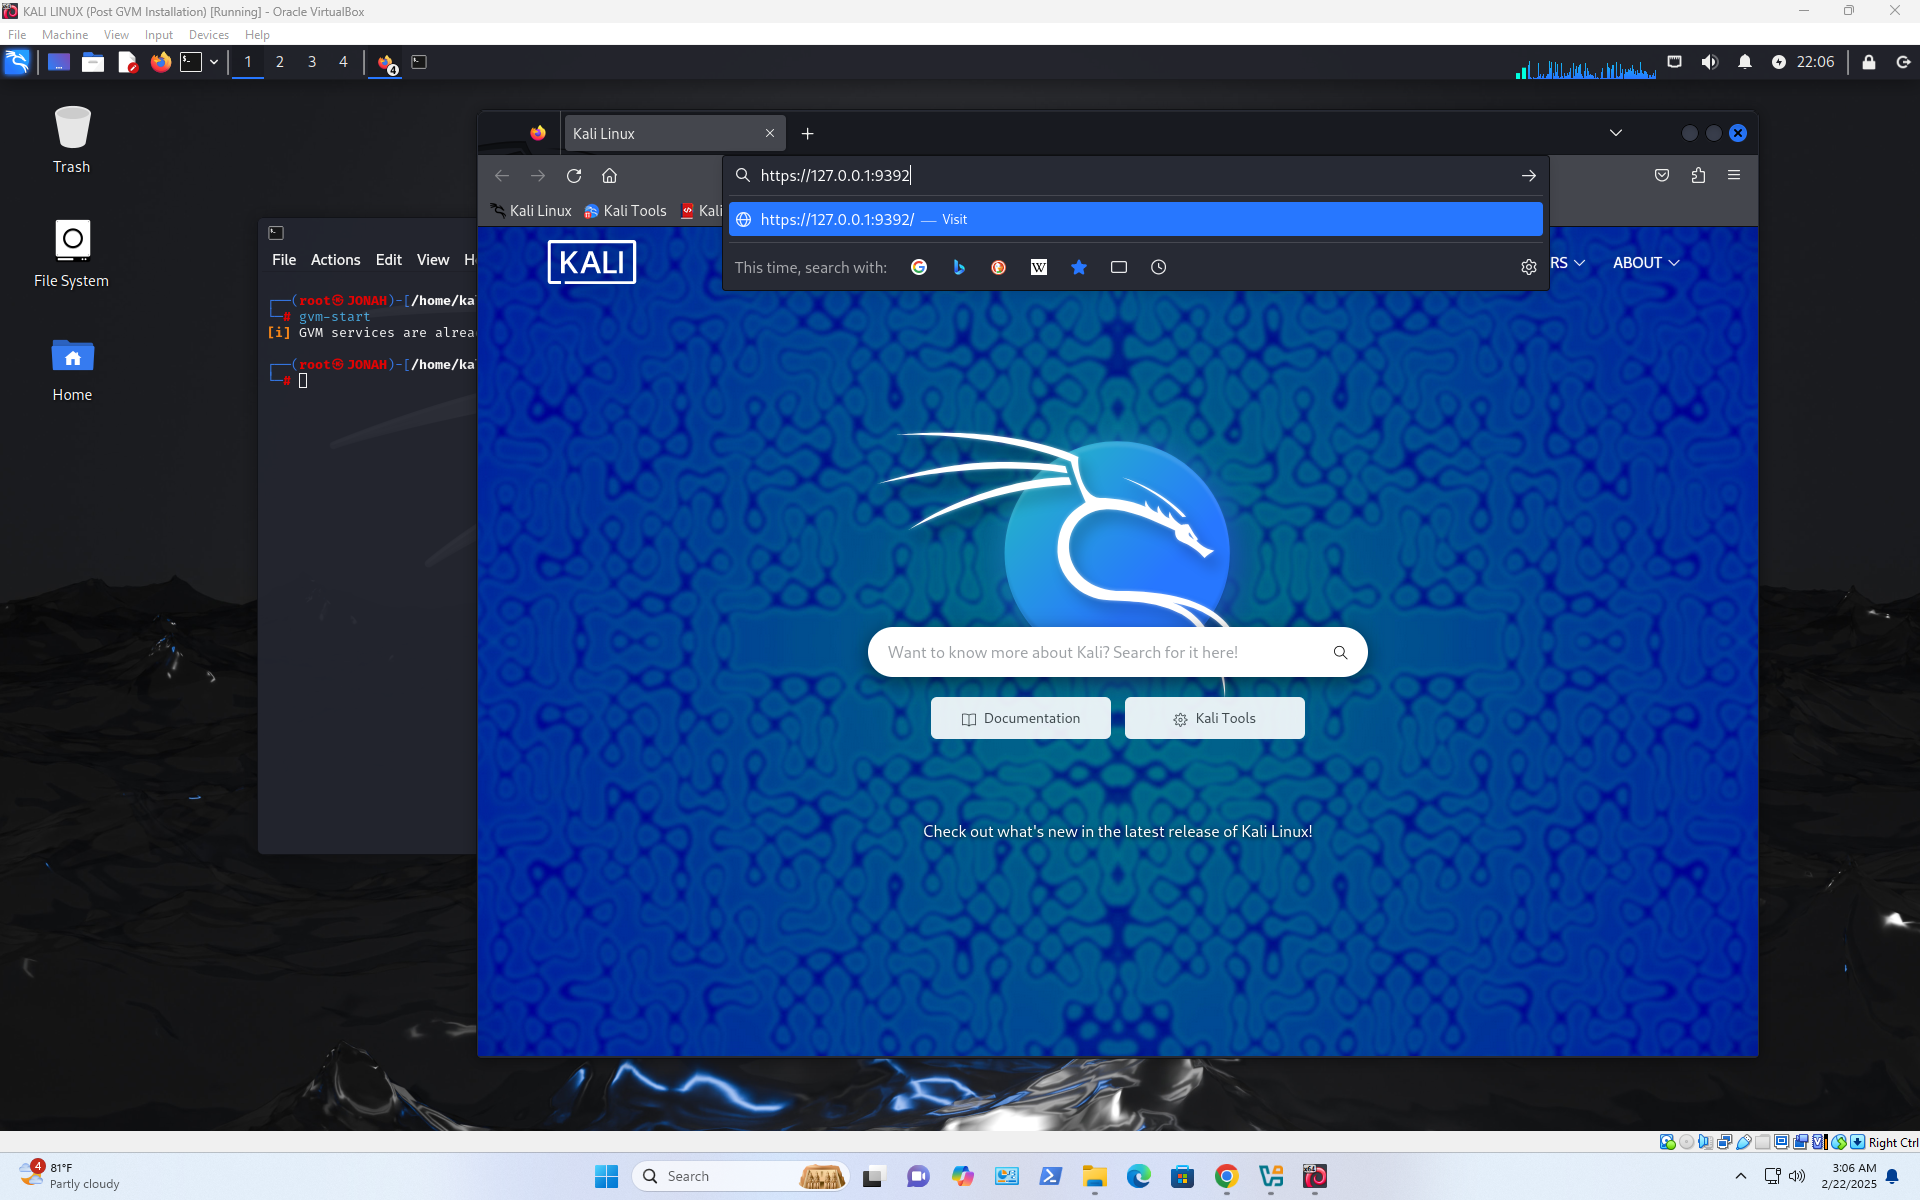 KALI LINUX (Post GVM Installation) [Running] - Oracle VirtualBox
File Machine View Input Devices Help
1 2 3 4
4
22:06
Trash
File System
Home
File Actions Edit View H
(root㉿JONAH)-[/home/ka
# gvm-start
[i] GVM services are alrea
(root㉿JONAH)-[/home/ka
#
Kali Linux
https://127.0.0.1:9392
Kali Linux Kali Tools Kali
https://127.0.0.1:9392/ — Visit
This time, search with:
W
KALI
RS ABOUT
Want to know more about Kali? Search for it here!
Documentation Kali Tools
Check out what's new in the latest release of Kali Linux!
Right Ctrl
4
81°F
Partly cloudy
Search
3:06 AM
2/22/2025